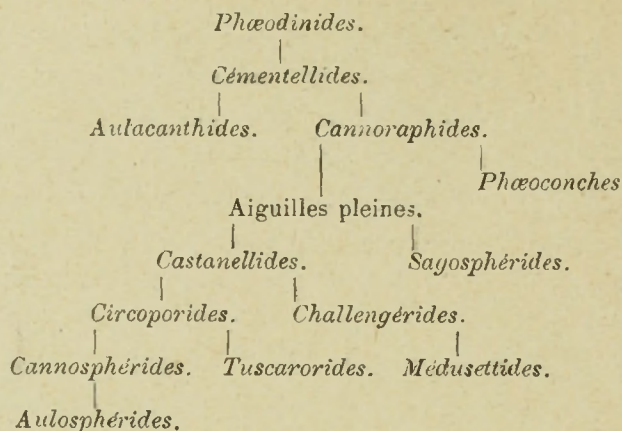 Phæodinides.
Cémentellides.
Aulacanthides. Cannoraphides.
Phæoconches
Aiguilles pleines.
Castanellides. Sagosphérides.
Circoporides. Challengérides.
Cannosphérides. Tuscarorides. Médusettides.
Aulosphérides.